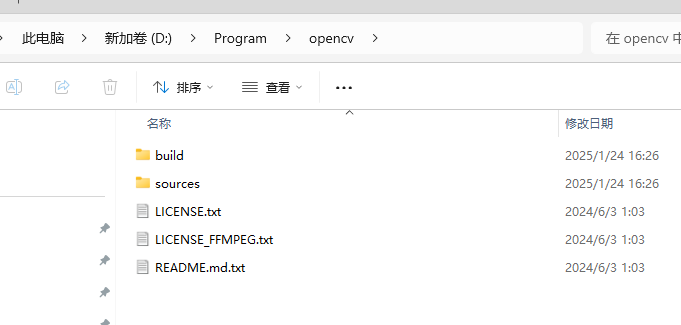 此电脑 > 新加卷 (D:) > Program > opencv >
在 opencv 中
排序 查看 ...
名称 修改日期
build 2025/1/24 16:26
sources 2025/1/24 16:26
LICENSE.txt 2024/6/3 1:03
LICENSE_FFMPEG.txt 2024/6/3 1:03
README.md.txt 2024/6/3 1:03